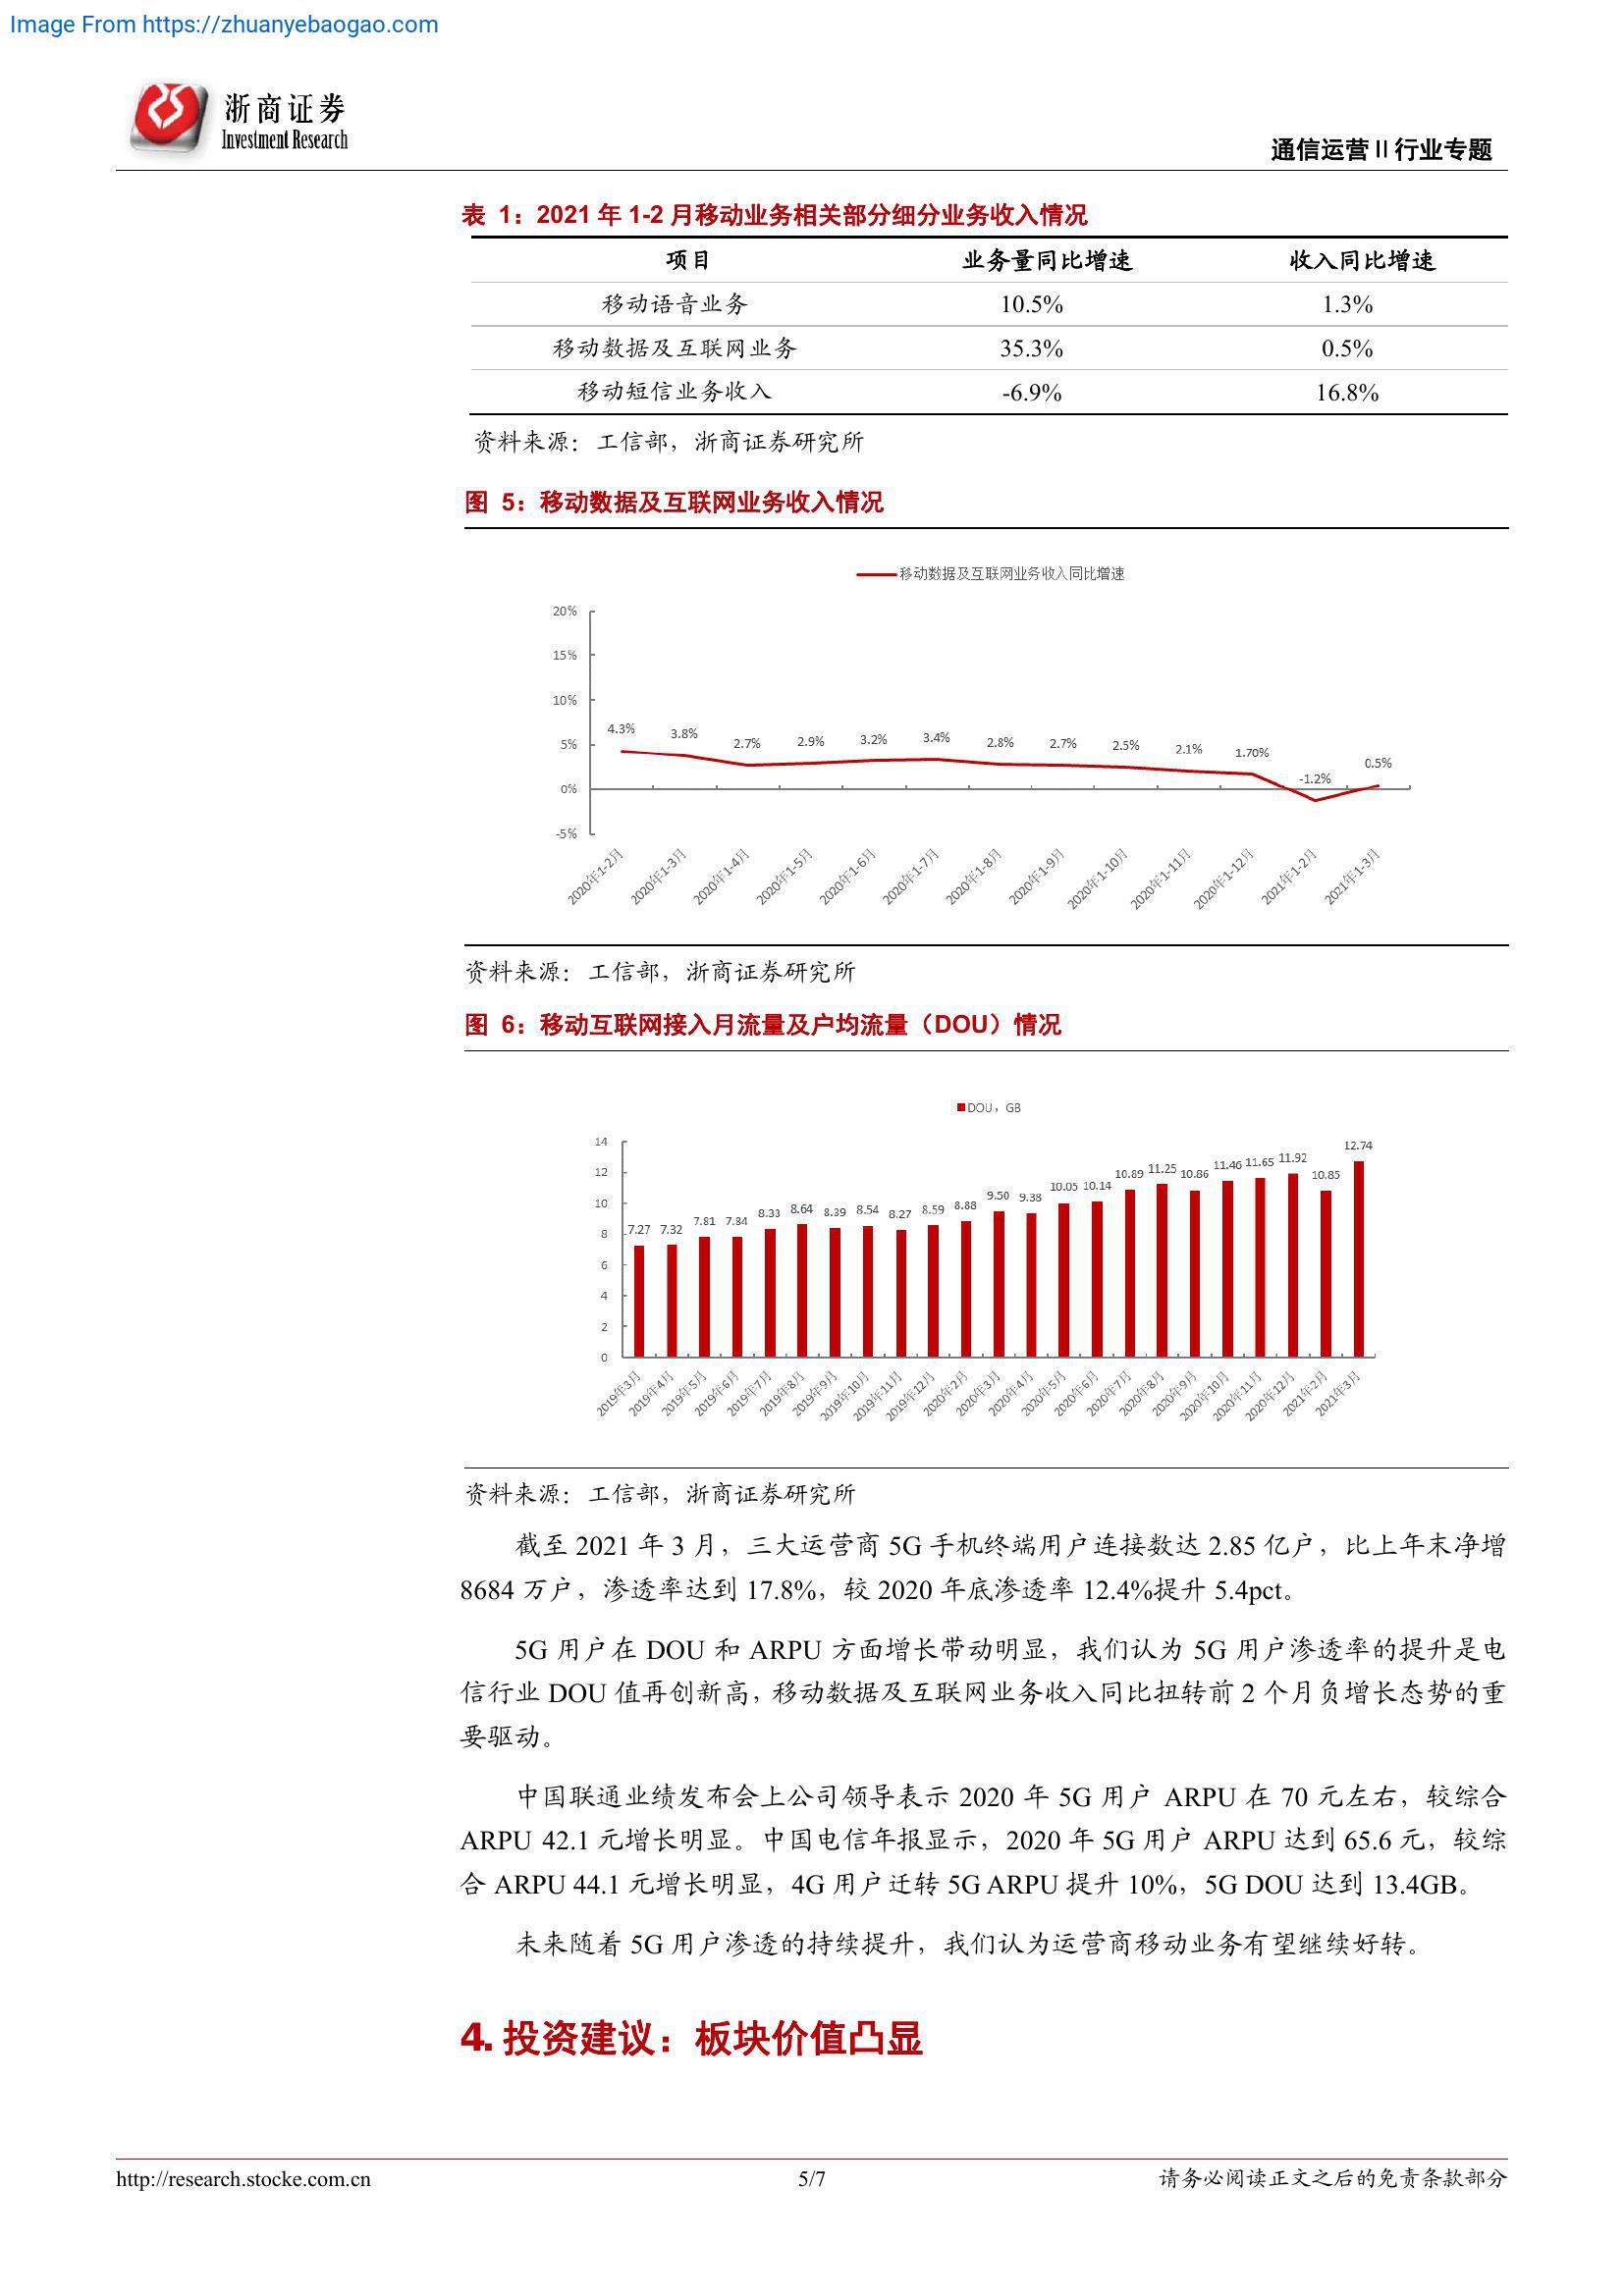 Image From https://zhuanyebaogao.com
浙商证券
Investment Research
通信运营Ⅱ行业专题
表 1：2021 年 1-2 月移动业务相关部分细分业务收入情况
项目 业务量同比增速 收入同比增速
移动语音业务 10.5% 1.3%
移动数据及互联网业务 35.3% 0.5%
移动短信业务收入 -6.9% 16.8%
资料来源：工信部，浙商证券研究所
图 5：移动数据及互联网业务收入情况
移动数据及互联网业务收入同比增速
20%
15%
10%
5%
0%
-5%
4.3% 3.8% 2.7% 2.9% 3.2% 3.4% 2.8% 2.7% 2.5% 2.1% 1.70% -1.2% 0.5%
2020年1-2月 2020年1-3月 2020年1-4月 2020年1-5月 2020年1-6月 2020年1-7月 2020年1-8月 2020年1-9月 2020年1-10月 2020年1-11月 2020年1-12月 2021年1-2月 2021年1-3月
资料来源：工信部，浙商证券研究所
图 6：移动互联网接入月流量及户均流量（DOU）情况
DOU，GB
14
12
10
8
6
4
2
0
7.27 7.32 7.81 7.84 8.33 8.64 8.39 8.54 8.27 8.59 8.88 9.50 9.38 10.05 10.14 10.89 11.25 10.86 11.46 11.65 11.92 10.85 12.74
2019年3月 2019年4月 2019年5月 2019年6月 2019年7月 2019年8月 2019年9月 2019年10月 2019年11月 2019年12月 2020年2月 2020年3月 2020年4月 2020年5月 2020年6月 2020年7月 2020年8月 2020年9月 2020年10月 2020年11月 2020年12月 2021年2月 2021年3月
资料来源：工信部，浙商证券研究所
截至 2021 年 3 月，三大运营商 5G 手机终端用户连接数达 2.85 亿户，比上年末净增
8684 万户，渗透率达到 17.8%，较 2020 年底渗透率 12.4%提升 5.4pct。
5G 用户在 DOU 和 ARPU 方面增长带动明显，我们认为 5G 用户渗透率的提升是电
信行业 DOU 值再创新高，移动数据及互联网业务收入同比扭转前 2 个月负增长态势的重
要驱动。
中国联通业绩发布会上公司领导表示 2020 年 5G 用户 ARPU 在 70 元左右，较综合
ARPU 42.1 元增长明显。中国电信年报显示，2020 年 5G 用户 ARPU 达到 65.6 元，较综
合 ARPU 44.1 元增长明显，4G 用户迁转 5G ARPU 提升 10%，5G DOU 达到 13.4GB。
未来随着 5G 用户渗透的持续提升，我们认为运营商移动业务有望继续好转。
4. 投资建议：板块价值凸显
http://research.stocke.com.cn 5/7 请务必阅读正文之后的免责条款部分